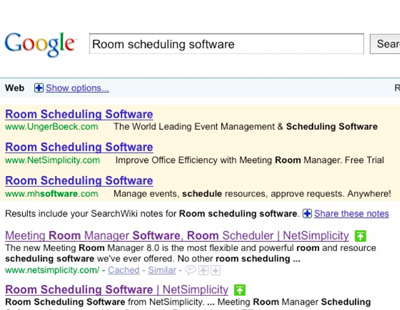 Google Room scheduling software Sear
Web Show options... R
Room Scheduling Software
www.UngerBoeck.com The World Leading Event Management & Scheduling Software
Room Scheduling Software
www.NetSimplicity.com Improve Office Efficiency with Meeting Room Manager. Free Trial
Room Scheduling Software
www.mhsoftware.com Manage events, schedule resources, approve requests. Anywhere!
Results include your SearchWiki notes for Room scheduling software. Share these notes
Meeting Room Manager Software, Room Scheduler | NetSimplicity
The new Meeting Room Manager 8.0 is the most flexible and powerful room and resource
scheduling software we've ever offered. No other room scheduling ...
www.netsimplicity.com/ - Cached - Similar -
Room Scheduling Software | NetSimplicity
Room Scheduling Software from NetSimplicity. ... Meeting Room Manager Scheduling